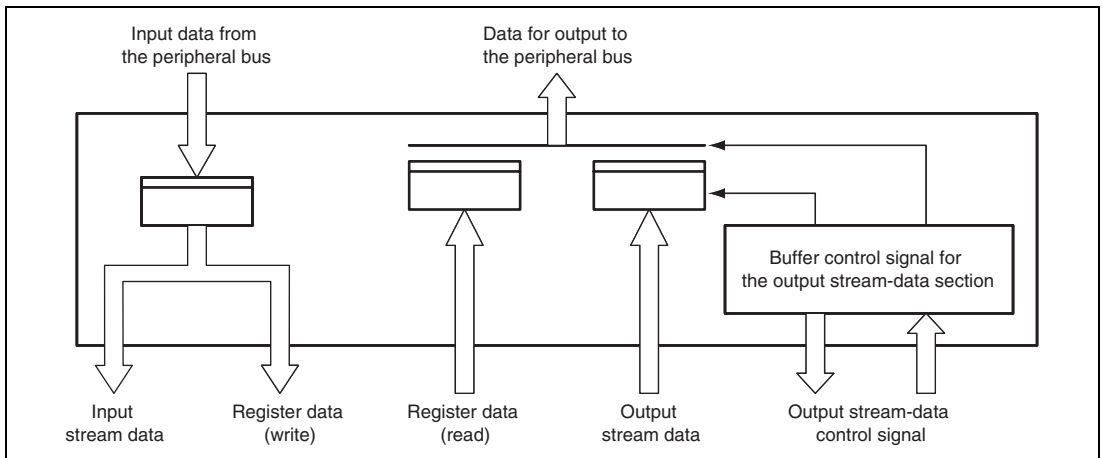 Input data from
the peripheral bus
Data for output to
the peripheral bus
Buffer control signal for
the output stream-data section
Input
stream data
Register data
(write)
Register data
(read)
Output
stream data
Output stream-data
control signal